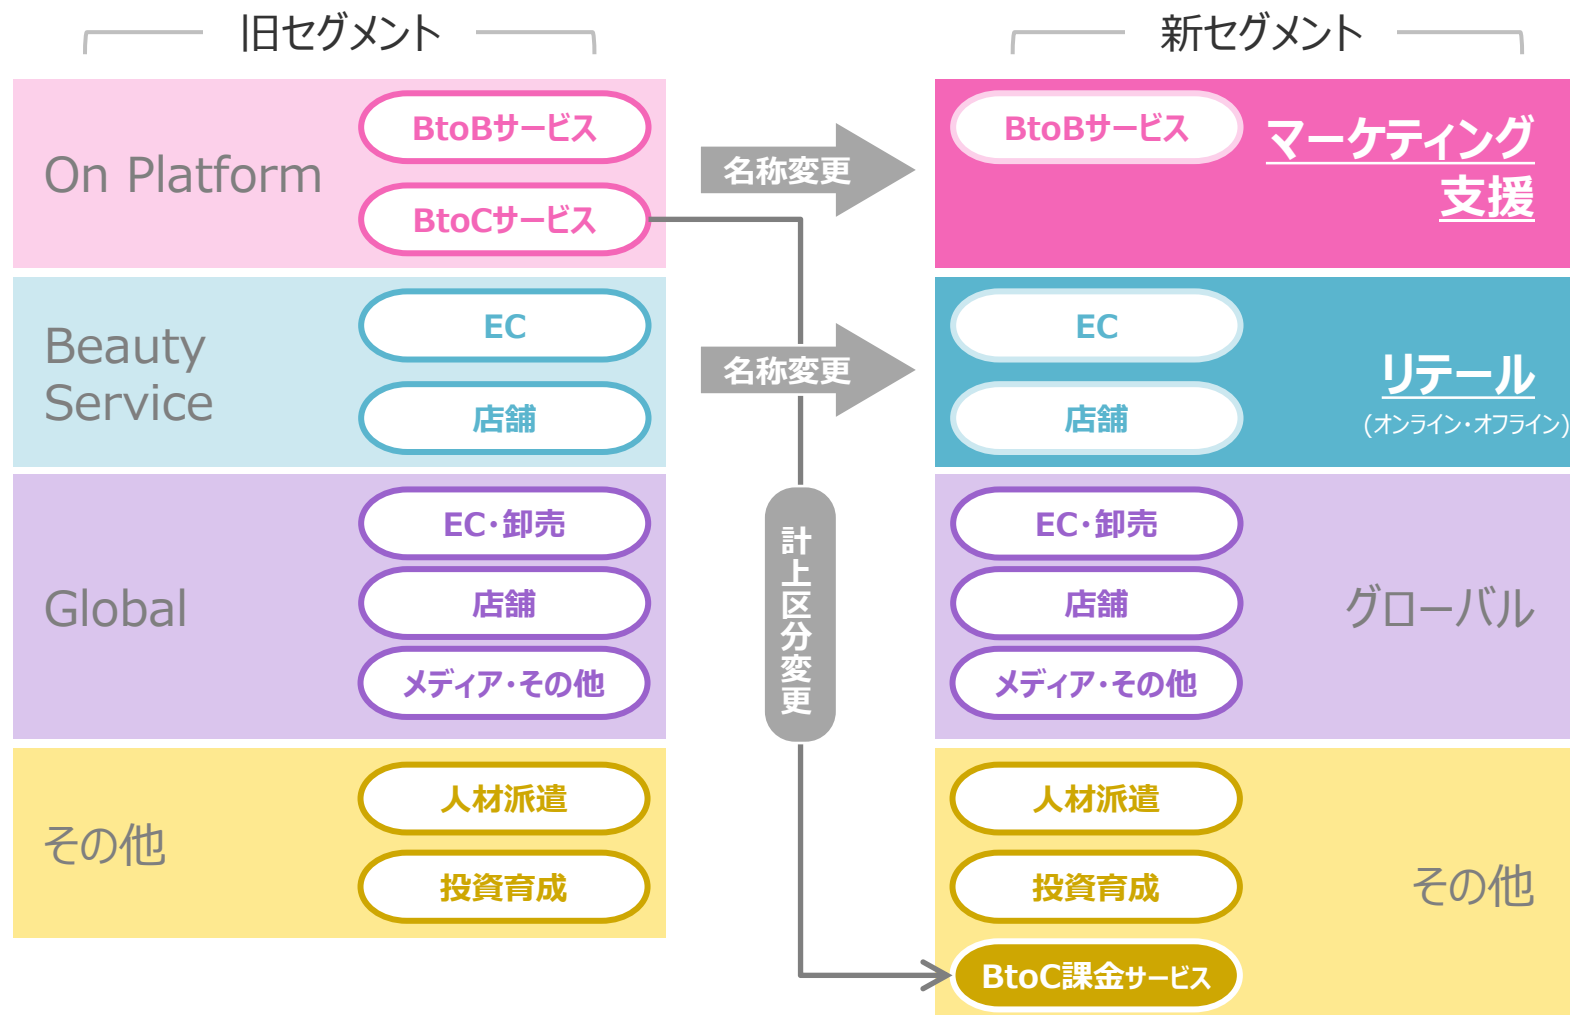 旧セグメント
新セグメント
On Platform
BtoBサービス
BtoCサービス
名称変更
BtoBサービス
マーケティング
支援
Beauty
Service
EC
店舗
名称変更
EC
店舗
リテール
(オンライン・オフライン)
Global
EC・卸売
店舗
メディア・その他
計上区分変更
EC・卸売
店舗
メディア・その他
グローバル
その他
人材派遣
投資育成
人材派遣
投資育成
BtoC課金サービス
その他